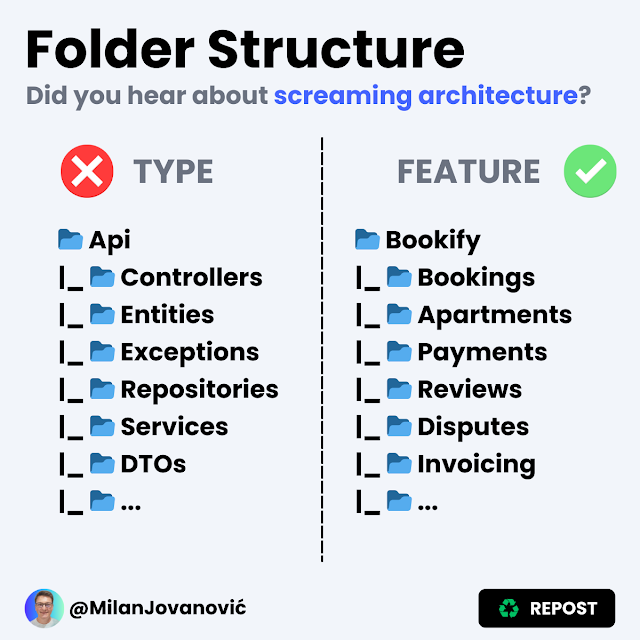 Folder Structure
Did you hear about screaming architecture?
TYPE
Api
|_ Controllers
|_ Entities
|_ Exceptions
|_ Repositories
|_ Services
|_ DTOs
|_ ...
FEATURE
Bookify
|_ Bookings
|_ Apartments
|_ Payments
|_ Reviews
|_ Disputes
|_ Invoicing
|_ ...
@MilanJovanović
REPOST